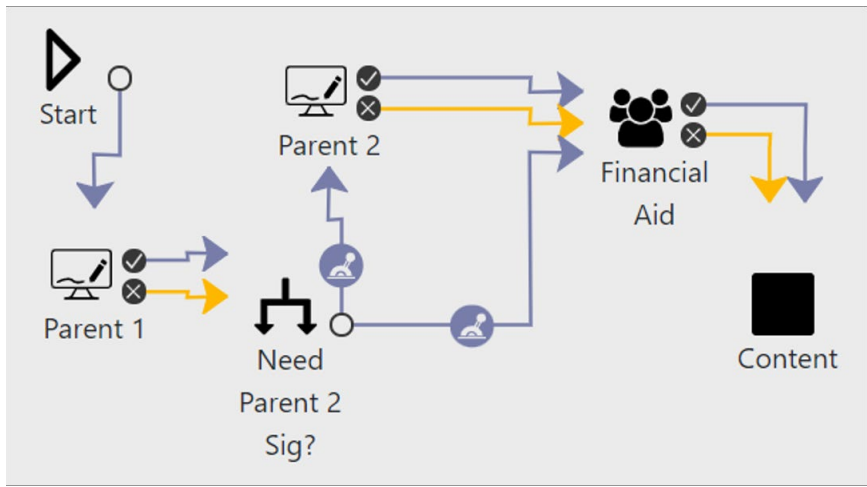 Start
Parent 2
Financial
Aid
Parent 1
Need
Parent 2
Sig?
Content